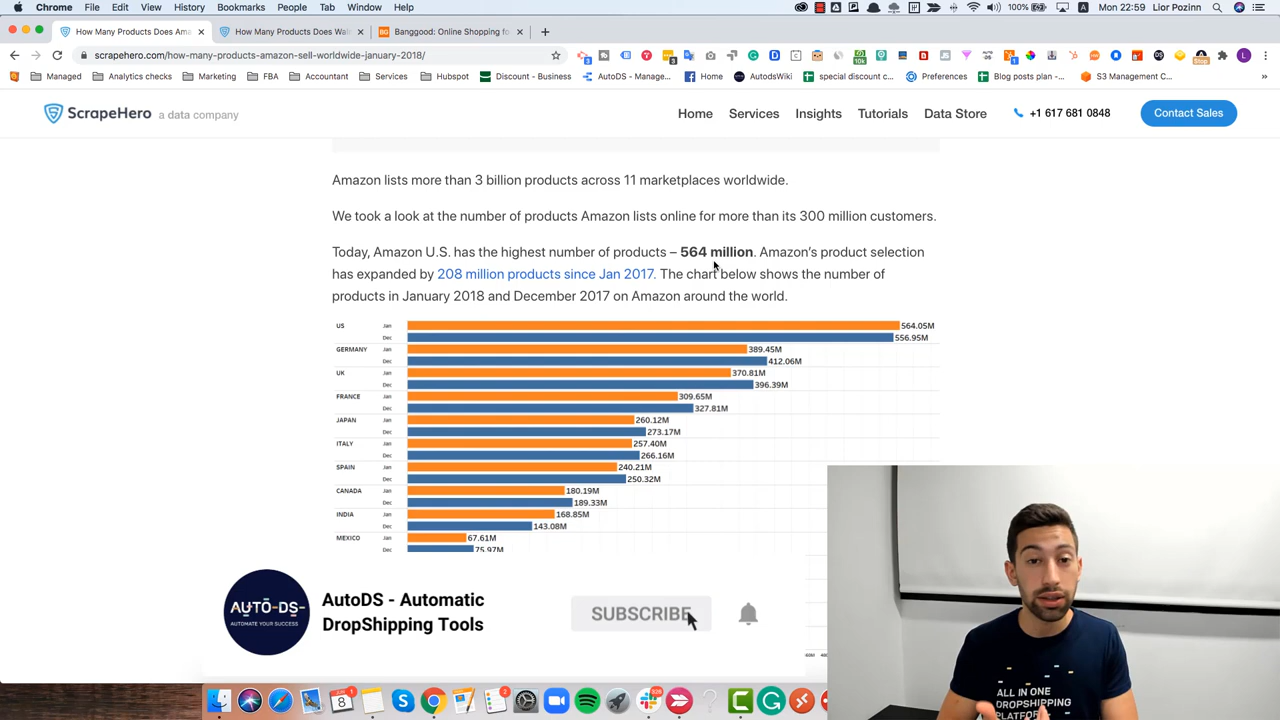 Chrome File Edit View History Bookmarks People Tab Window Help
100% Mon 22:59 Lior Pozinn
How Many Products Does Ama
How Many Products Does Wal
Banggood: Online Shopping fo
scrapehero.com/how-many-products-amazon-sell-worldwide-january-2018/
Managed Analytics checks Marketing FBA Accountant Services Hubspot Discount - Business AutoDS - Manage... Home AutodsWiki special discount c... Preferences Blog posts plan -... S3 Management C...
ScrapeHero a data company
Home Services Insights Tutorials Data Store +1 617 681 0848 Contact Sales
Amazon lists more than 3 billion products across 11 marketplaces worldwide.
We took a look at the number of products Amazon lists online for more than its 300 million customers.
Today, Amazon U.S. has the highest number of products – 564 million. Amazon’s product selection
has expanded by 208 million products since Jan 2017. The chart below shows the number of
products in January 2018 and December 2017 on Amazon around the world.
US Jan 564.05M
Dec 556.95M
GERMANY Jan 389.45M
Dec 412.06M
UK Jan 370.81M
Dec 396.39M
FRANCE Jan 309.65M
Dec 327.81M
JAPAN Jan 260.12M
Dec 273.17M
ITALY Jan 257.40M
Dec 266.16M
SPAIN Jan 240.21M
Dec 250.32M
CANADA Jan 180.19M
Dec 189.33M
INDIA Jan 168.85M
Dec 143.08M
MEXICO Jan 67.61M
Dec 75.97M
AUTO-DS-
AUTOMATE YOUR SUCCESS
AutoDS - Automatic
DropShipping Tools
SUBSCRIBE
ALL IN ONE
DROPSHIPPING
PLATFORM